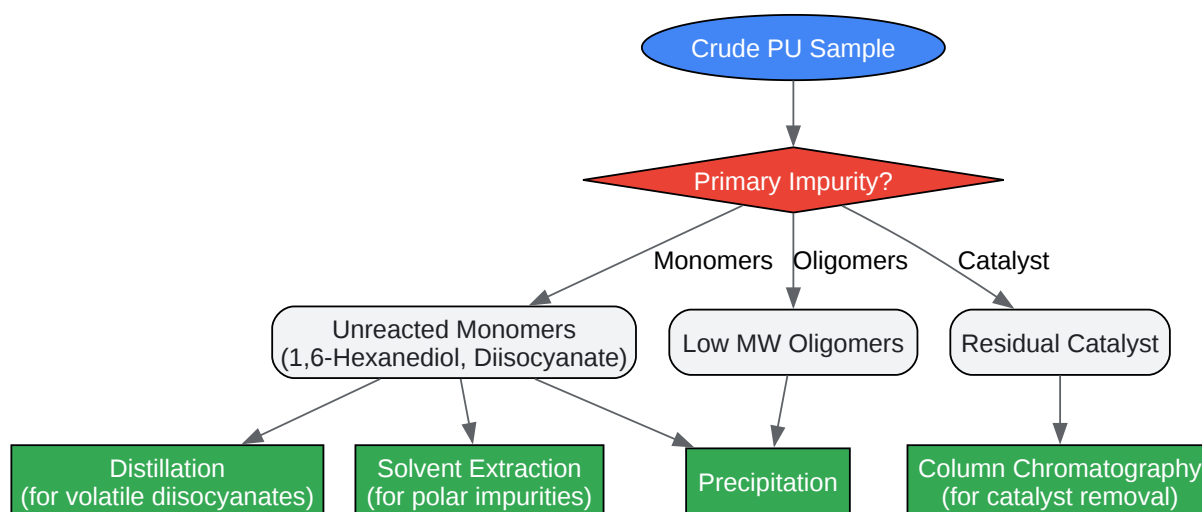 Crude PU Sample
Primary Impurity?
Monomers
Oligomers
Catalyst
Unreacted Monomers
(1,6-Hexanediol, Diisocyanate)
Low MW Oligomers
Residual Catalyst
Distillation
(for volatile diisocyanates)
Solvent Extraction
(for polar impurities)
Precipitation
Column Chromatography
(for catalyst removal)